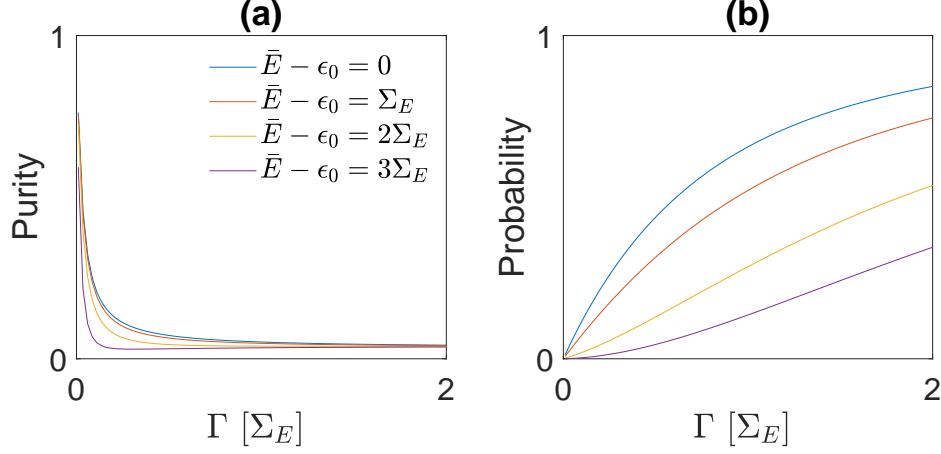 (a)
1
Purity
0
0
2
Γ [Σ_E]
Ē − ϵ₀ = 0
Ē − ϵ₀ = Σ_E
Ē − ϵ₀ = 2Σ_E
Ē − ϵ₀ = 3Σ_E
(b)
1
Probability
0
0
2
Γ [Σ_E]